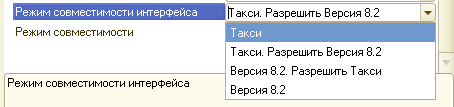 Режим совместимости интерфейса Такси. Разрешить Версия 8.2
Режим совместимости Такси
Такси. Разрешить Версия 8.2
Версия 8.2. Разрешить Такси
Режим совместимости интерфейса Версия 8.2